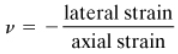 ν = − lateral strain / axial strain